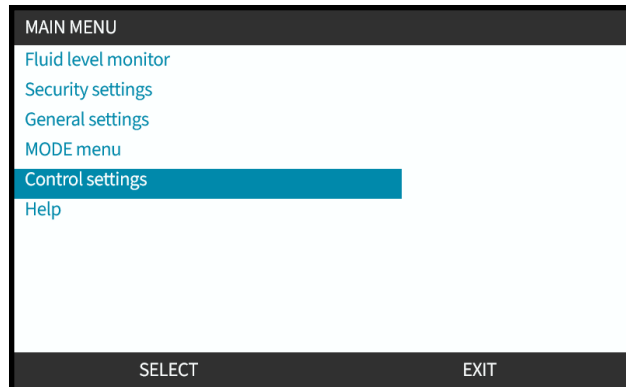 MAIN MENU
Fluid level monitor
Security settings
General settings
MODE menu
Control settings
Help
SELECT EXIT